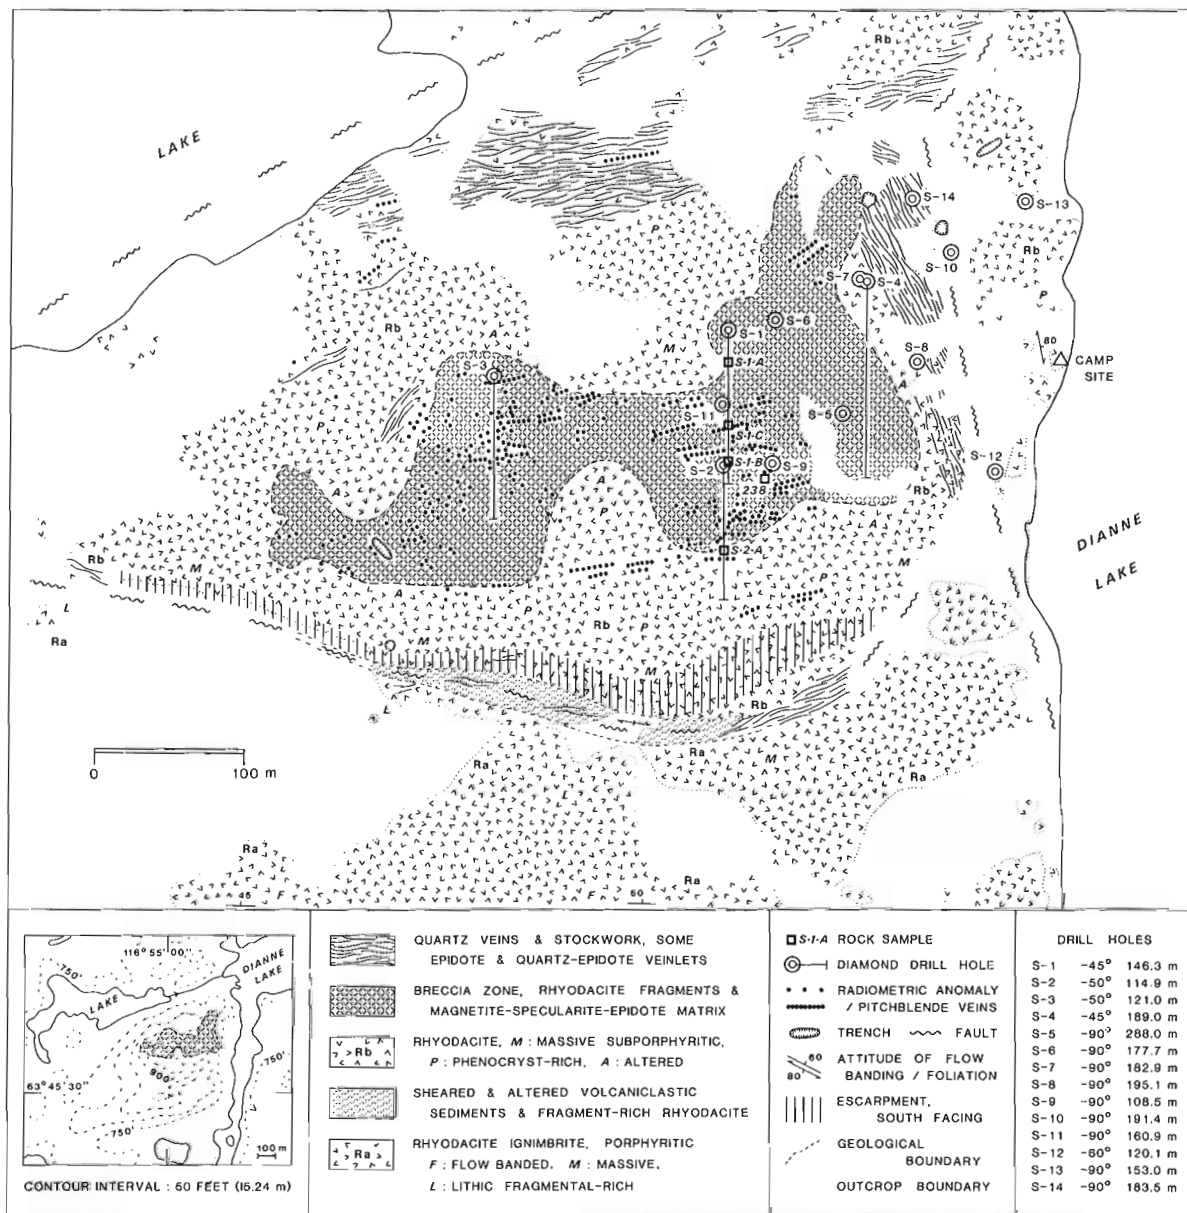 Rb
LAKE
S-14
S-13
P
Rb
S-10
S-7
S-4
P
Rb
A
S-1
S-6
M
S-1-A
80
CAMP
SITE
S-8
S-3
A
S-11
S-5
P
S-1-C
S-2
S-1-B
S-9
238
S-12
Rb
A
A
P
A
DIANNE
LAKE
S-2-A
M
Rb
M
A
P
P
L
Ra
Rb
P
M
M
Rb
L
Ra
M
Ra
0 100 m
Ra
L
Ra
Ra
45
F
F
60
116° 55' 00"
750'
DIANNE
LAKE
LAKE
750'
63° 45' 30"
900'
750'
100 m
CONTOUR INTERVAL : 50 FEET (15.24 m)
QUARTZ VEINS & STOCKWORK, SOME
EPIDOTE & QUARTZ-EPIDOTE VEINLETS
BRECCIA ZONE, RHYODACITE FRAGMENTS &
MAGNETITE-SPECULARITE-EPIDOTE MATRIX
Rb RHYODACITE, M : MASSIVE SUBPORPHYRITIC,
P : PHENOCRYST-RICH, A : ALTERED
SHEARED & ALTERED VOLCANICLASTIC
SEDIMENTS & FRAGMENT-RICH RHYODACITE
Ra RHYODACITE IGNIMBRITE, PORPHYRITIC
F : FLOW BANDED, M : MASSIVE,
L : LITHIC FRAGMENTAL-RICH
S-1-A ROCK SAMPLE
DIAMOND DRILL HOLE
RADIOMETRIC ANOMALY
/ PITCHBLENDE VEINS
TRENCH FAULT
60 ATTITUDE OF FLOW
80 BANDING / FOLIATION
ESCARPMENT,
SOUTH FACING
GEOLOGICAL
BOUNDARY
OUTCROP BOUNDARY
DRILL HOLES
S-1 -45° 146.3 m
S-2 -50° 114.9 m
S-3 -50° 121.0 m
S-4 -45° 189.0 m
S-5 -90° 288.0 m
S-6 -90° 177.7 m
S-7 -90° 182.9 m
S-8 -90° 195.1 m
S-9 -90° 108.5 m
S-10 -90° 191.4 m
S-11 -90° 160.9 m
S-12 -60° 120.1 m
S-13 -90° 153.0 m
S-14 -90° 183.5 m